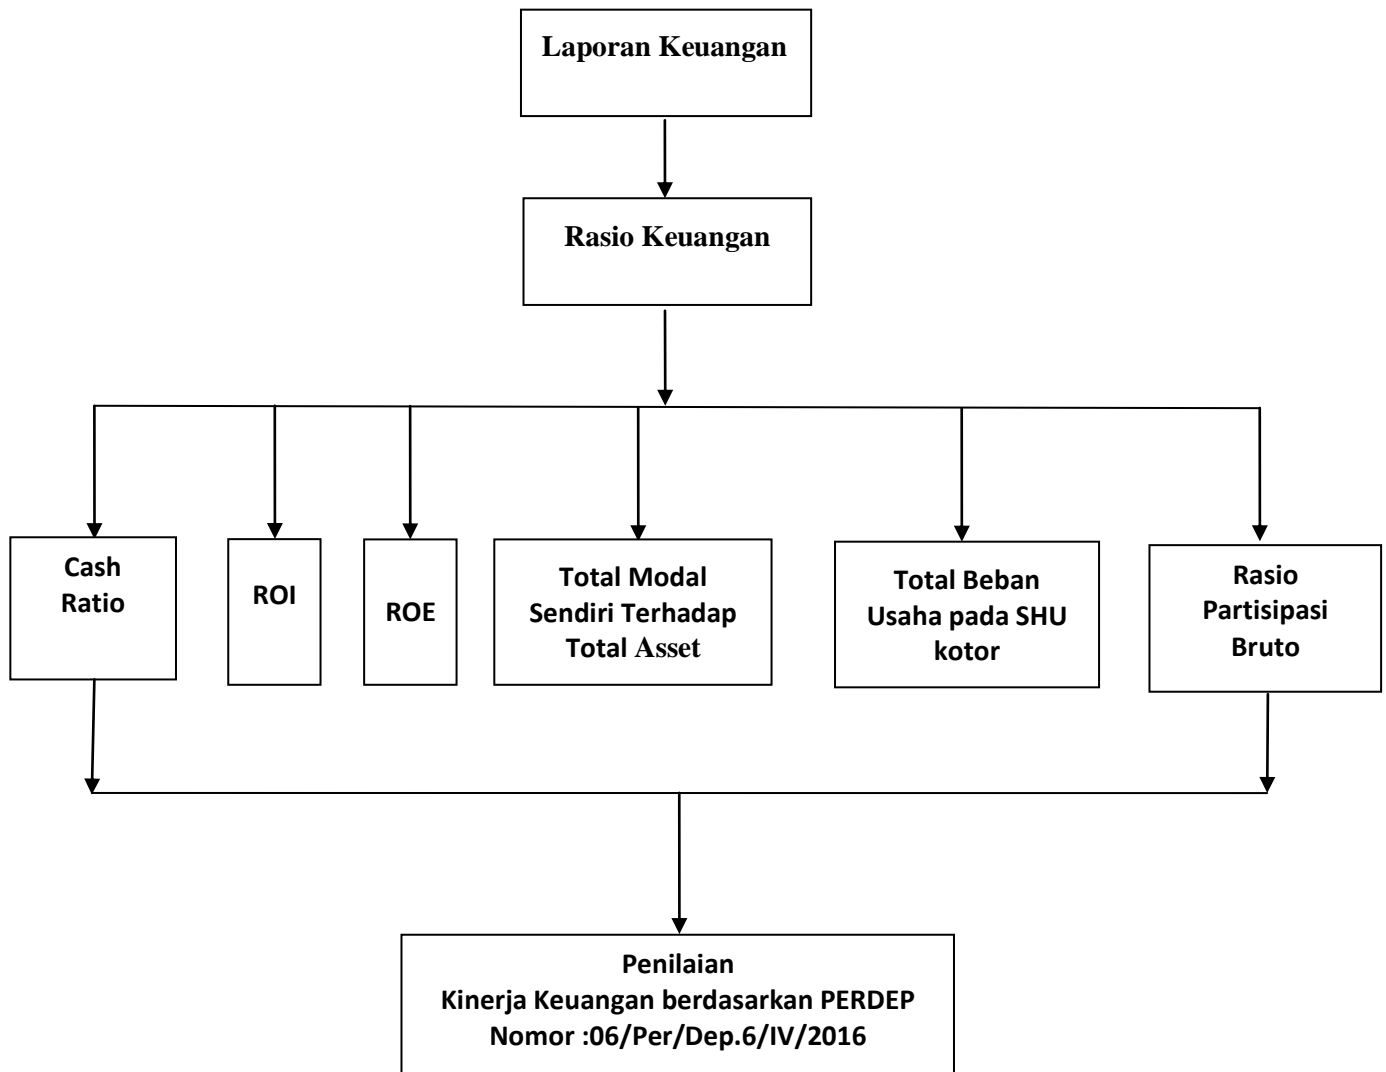 Laporan Keuangan
Rasio Keuangan
Cash
Ratio
ROI
ROE
Total Modal
Sendiri Terhadap
Total Asset
Total Beban
Usaha pada SHU
kotor
Rasio
Partisipasi
Bruto
Penilaian
Kinerja Keuangan berdasarkan PERDEP
Nomor :06/Per/Dep.6/IV/2016